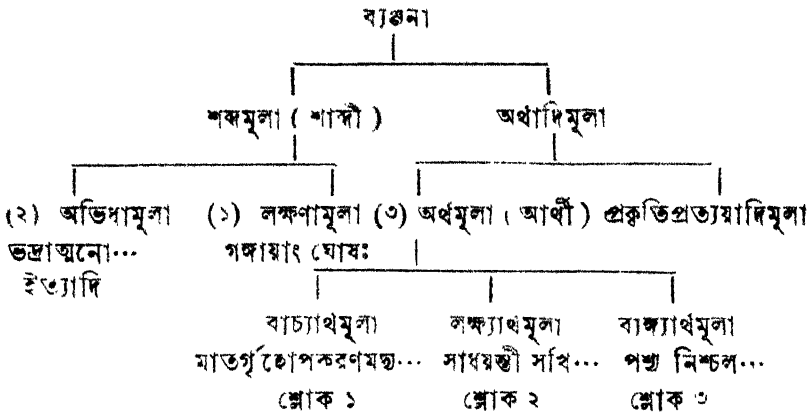 ব্যঞ্জনা
শব্দমূলা ( শাব্দী ) অর্থাদিমূলা
(২) অভিধামূলা (১) লক্ষণামূলা (৩) অর্থমূলা ( আর্থী ) প্রকৃতিপ্রত্যয়াদিমূলা
ভদ্রাত্মনো... গঙ্গায়াং ঘোষঃ
ইত্যাদি
বাচ্যার্থমূলা লক্ষ্যার্থমূলা ব্যঙ্গ্যার্থমূলা
মাতর্গৃহোপকরণমদ্য... সাধয়ন্তী সখি... পশ্য নিশ্চল...
শ্লোক ১ শ্লোক ২ শ্লোক ৩